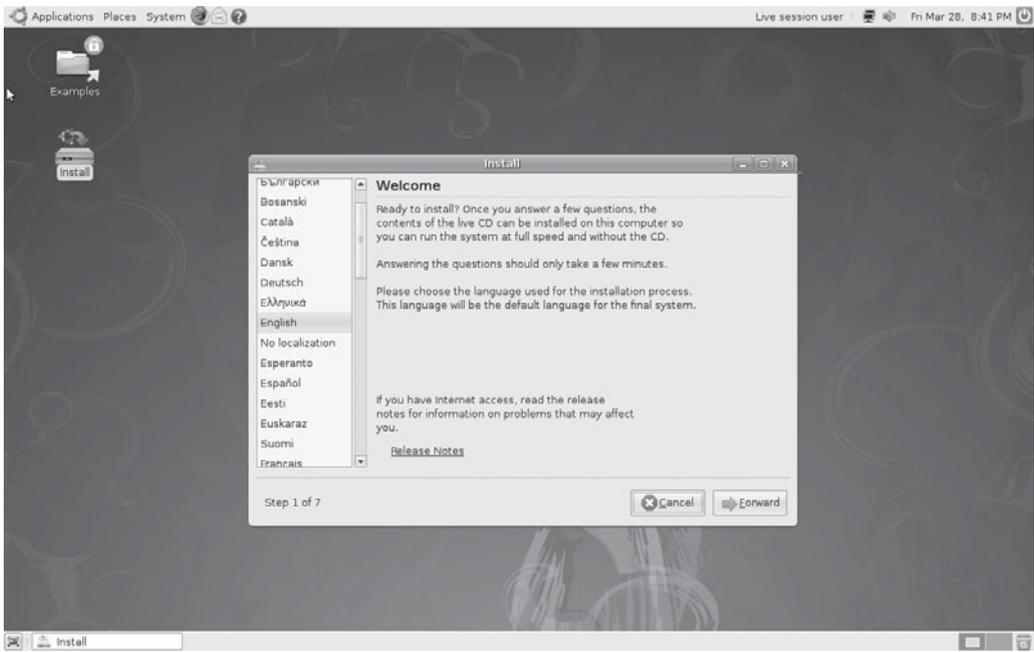 Applications Places System
Live session user
Fri Mar 28, 8:41 PM
Examples
Install
Install
Български
Bosanski
Català
Čeština
Dansk
Deutsch
Ελληνικά
English
No localization
Esperanto
Español
Eesti
Euskaraz
Suomi
Français
Welcome
Ready to install? Once you answer a few questions, the
contents of the live CD can be installed on this computer so
you can run the system at full speed and without the CD.
Answering the questions should only take a few minutes.
Please choose the language used for the installation process.
This language will be the default language for the final system.
If you have Internet access, read the release
notes for information on problems that may affect
you.
Release Notes
Step 1 of 7
Cancel
Forward
Install